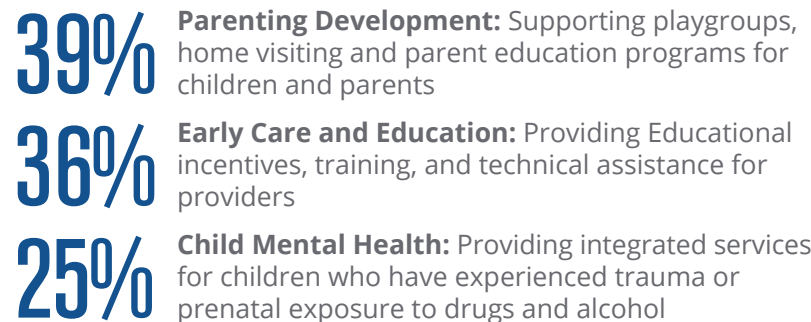 39%
Parenting Development: Supporting playgroups,
home visiting and parent education programs for
children and parents
36%
Early Care and Education: Providing Educational
incentives, training, and technical assistance for
providers
25%
Child Mental Health: Providing integrated services
for children who have experienced trauma or
prenatal exposure to drugs and alcohol